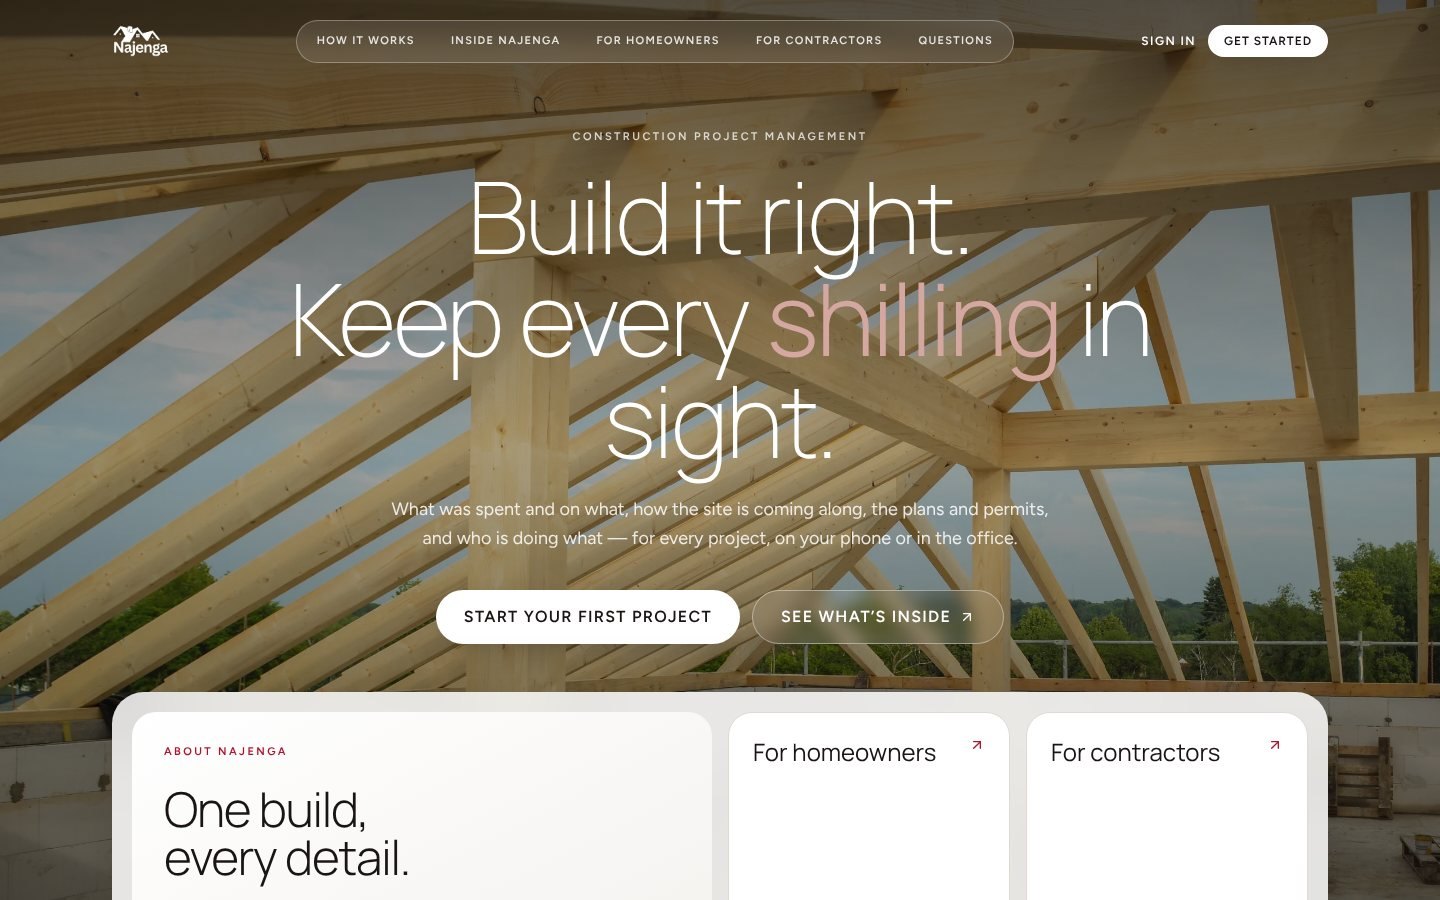 Najenga
HOW IT WORKS
INSIDE NAJENGA
FOR HOMEOWNERS
FOR CONTRACTORS
QUESTIONS
SIGN IN
GET STARTED
CONSTRUCTION PROJECT MANAGEMENT
Build it right.
Keep every shilling in
sight.
What was spent and on what, how the site is coming along, the plans and permits,
and who is doing what — for every project, on your phone or in the office.
START YOUR FIRST PROJECT
SEE WHAT’S INSIDE
ABOUT NAJENGA
One build,
every detail.
For homeowners
For contractors